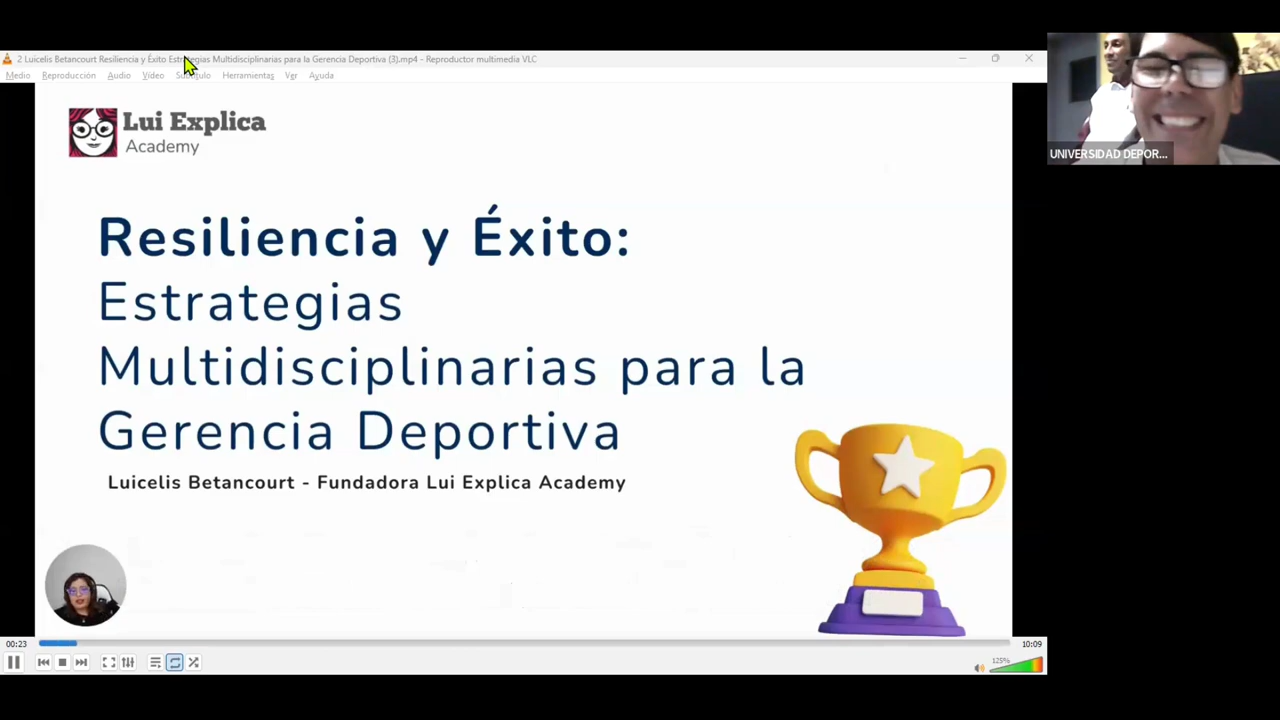 2 Luicelis Betancourt Resiliencia y Éxito Estrategias Multidisciplinarias para la Gerencia Deportiva (3).mp4 - Reproductor multimedia VLC
Medio Reproducción Audio Vídeo Subtítulo Herramientas Ver Ayuda
Lui Explica
Academy
Resiliencia y Éxito:
Estrategias
Multidisciplinarias para la
Gerencia Deportiva
Luicelis Betancourt - Fundadora Lui Explica Academy
UNIVERSIDAD DEPOR...
00:23
10:09
125%